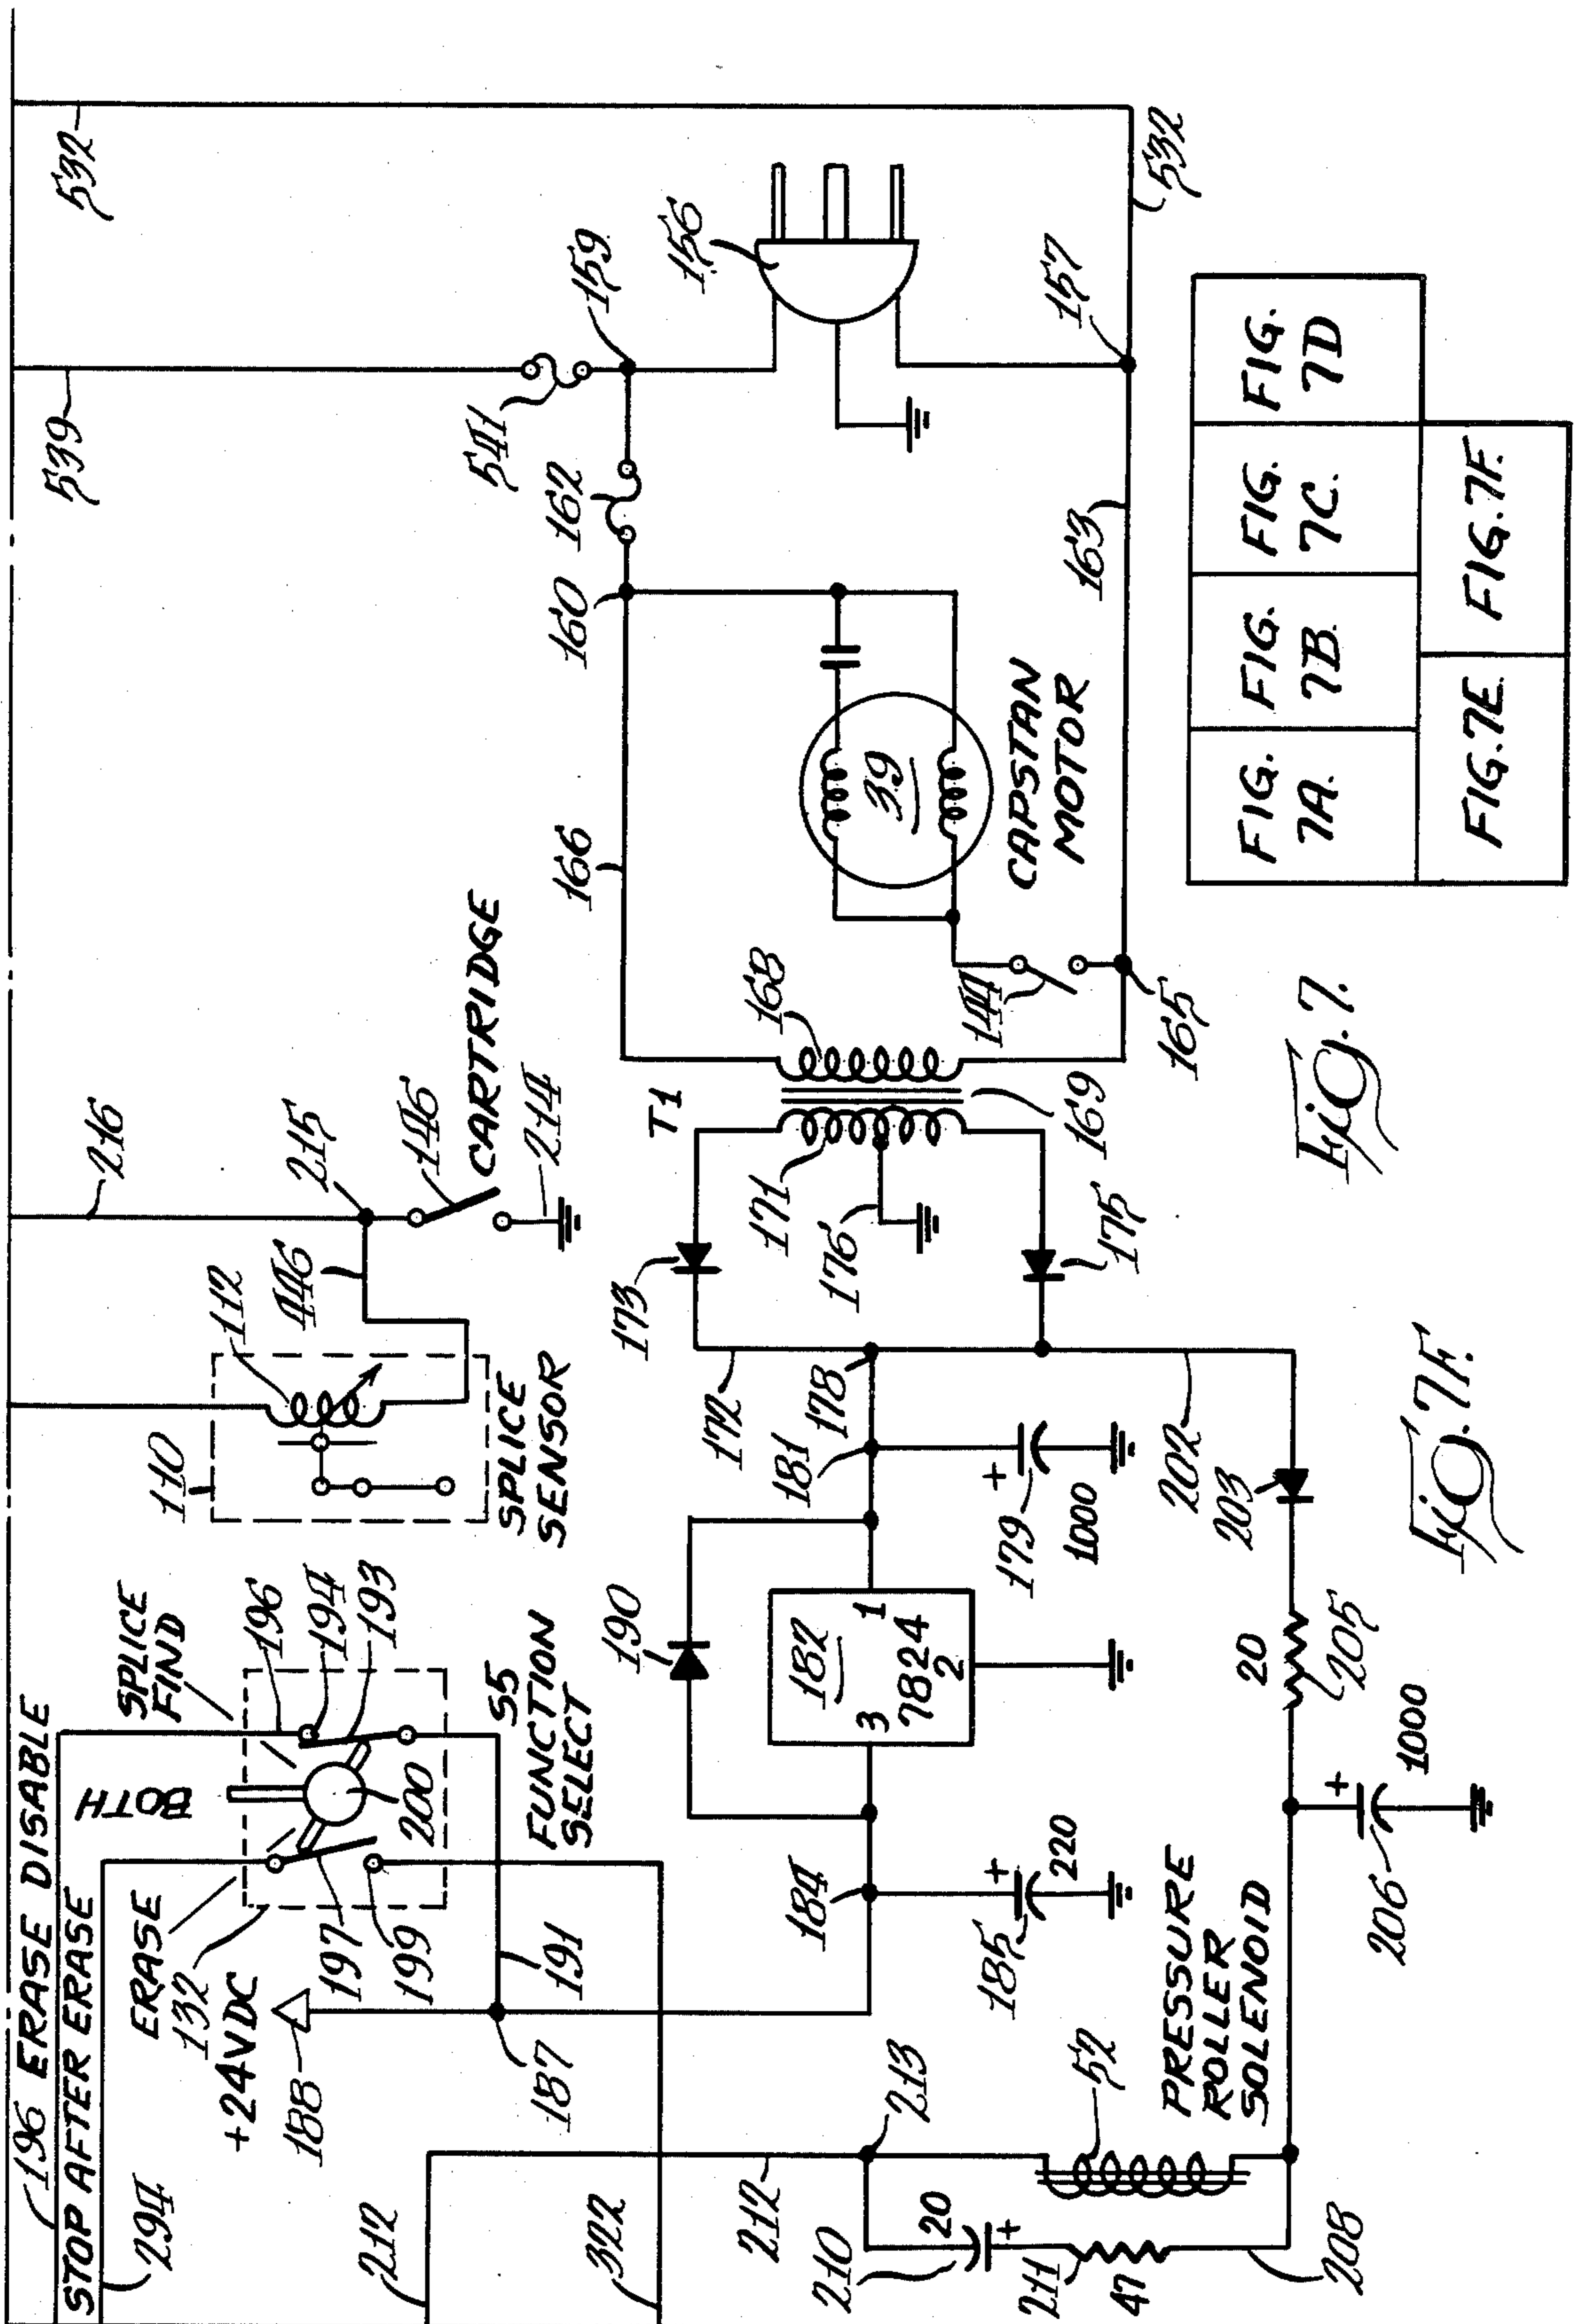 196 ERASE DISABLE
STOP AFTER ERASE
294
212
322
ERASE
132
BOTH
SPLICE
FIND
196
194
193
197
199
200
S5
FUNCTION
SELECT
+24VDC
188
187
191
110
112
SPLICE
SENSOR
446
216
215
146
CARTRIDGE
214
539
532
541
159
162
160
156
157
532
163
166
39
CAPSTAN
MOTOR
144
165
168
T1
169
171
176
173
175
172
178
181
179
+
1000
190
182
3
1
7824
2
184
185
+
220
202
203
20
205
206
+
1000
PRESSURE
ROLLER
SOLENOID
52
213
212
210
20
+
211
47
208
FIG.
7A.
FIG.
7B.
FIG.
7C.
FIG.
7D
FIG.7E.
FIG.7F.
FIG. 7.
FIG. 7F.